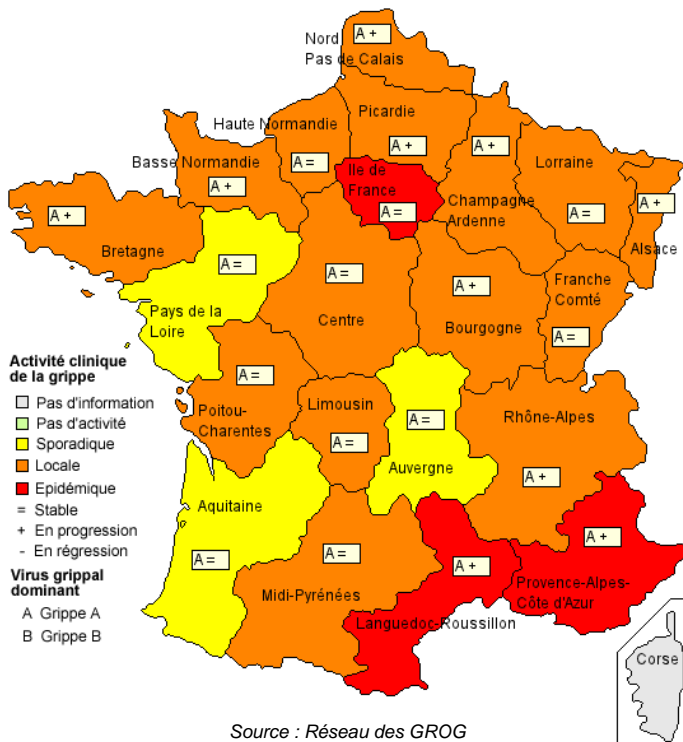 A +
Nord
Pas de Calais
Picardie
A +
Haute Normandie
A =
A +
Lorraine
A =
Basse Normandie
A +
Ile de
France
A =
Champagne
Ardenne
A +
Alsace
A +
Bretagne
A =
Pays de la
Loire
A =
Centre
A +
Bourgogne
Franche
Comté
A =
Activité clinique
de la grippe
Pas d'information
Pas d'activité
Sporadique
Locale
Epidémique
= Stable
+ En progression
- En régression
Virus grippal
dominant
A Grippe A
B Grippe B
A =
Poitou-
Charentes
Limousin
A =
A =
Auvergne
Rhône-Alpes
A +
Aquitaine
A =
A =
Midi-Pyrénées
A +
Languedoc-Roussillon
A +
Provence-Alpes-
Côte d'Azur
Corse
Source : Réseau des GROG